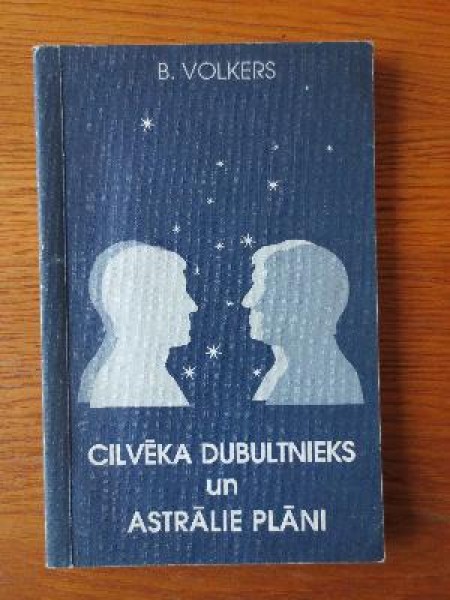 B. VOLKERS
CILVĒKA DUBULTNIEKS
un
ASTRĀLIE PLĀNI